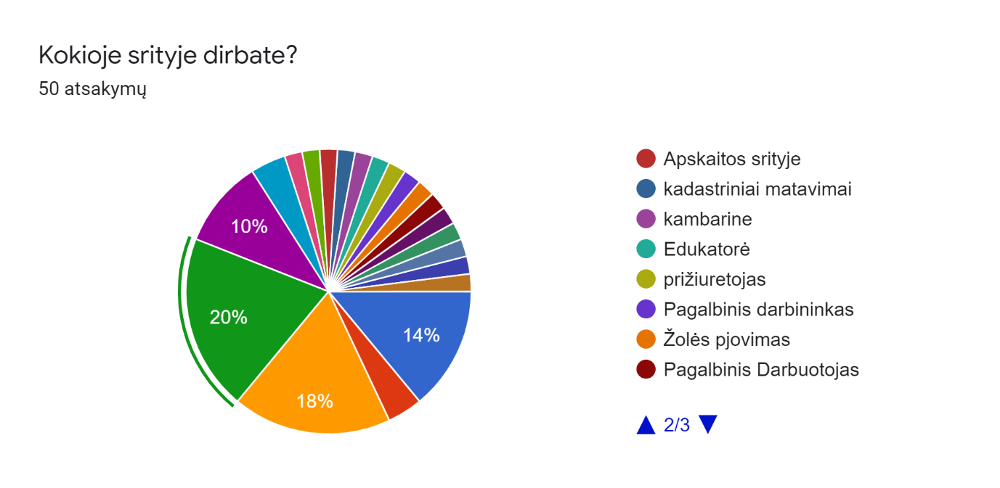 Kokioje srityje dirbate?
50 atsakymų
10%
20%
18%
14%
Apskaitos srityje
kadastriniai matavimai
kambarine
Edukatorė
prižiuretojas
Pagalbinis darbininkas
Žolės pjovimas
Pagalbinis Darbuotojas
2/3